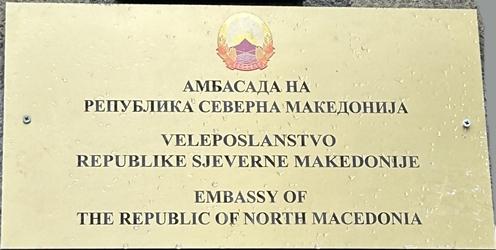 АМБАСАДА НА
РЕПУБЛИКА СЕВЕРНА МАКЕДОНИЈА
VELEPOSLANSTVO
REPUBLIKE SJEVERNE MAKEDONIJE
EMBASSY OF
THE REPUBLIC OF NORTH MACEDONIA